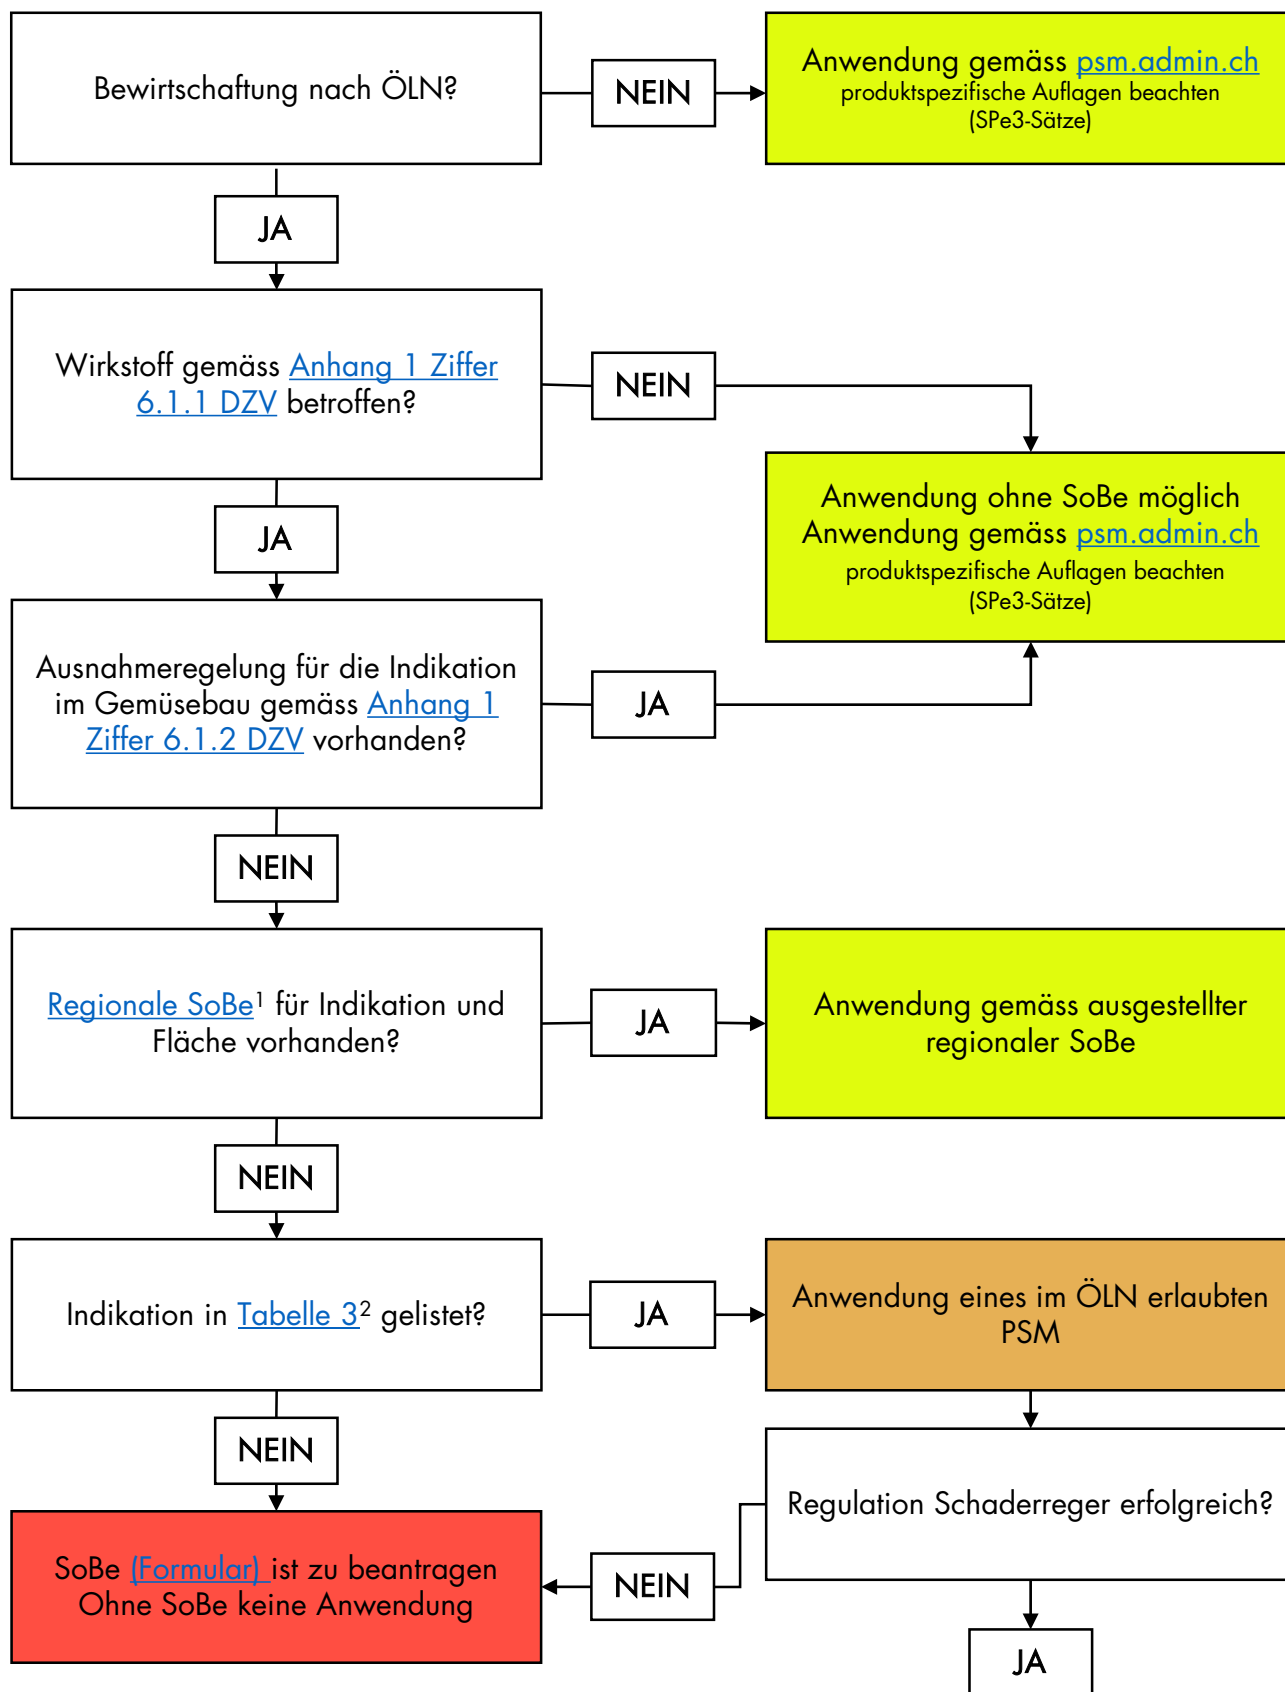 Bewirtschaftung nach ÖLN?
NEIN
Anwendung gemäss psm.admin.ch
produktspezifische Auflagen beachten
(SPe3-Sätze)
JA
Wirkstoff gemäss Anhang 1 Ziffer
6.1.1 DZV betroffen?
NEIN
Anwendung ohne SoBe möglich
Anwendung gemäss psm.admin.ch
produktspezifische Auflagen beachten
(SPe3-Sätze)
JA
Ausnahmeregelung für die Indikation
im Gemüsebau gemäss Anhang 1
Ziffer 6.1.2 DZV vorhanden?
JA
NEIN
Regionale SoBe¹ für Indikation und
Fläche vorhanden?
JA
Anwendung gemäss ausgestellter
regionaler SoBe
NEIN
Indikation in Tabelle 3² gelistet?
JA
Anwendung eines im ÖLN erlaubten
PSM
NEIN
Regulation Schaderreger erfolgreich?
SoBe (Formular) ist zu beantragen
Ohne SoBe keine Anwendung
NEIN
JA